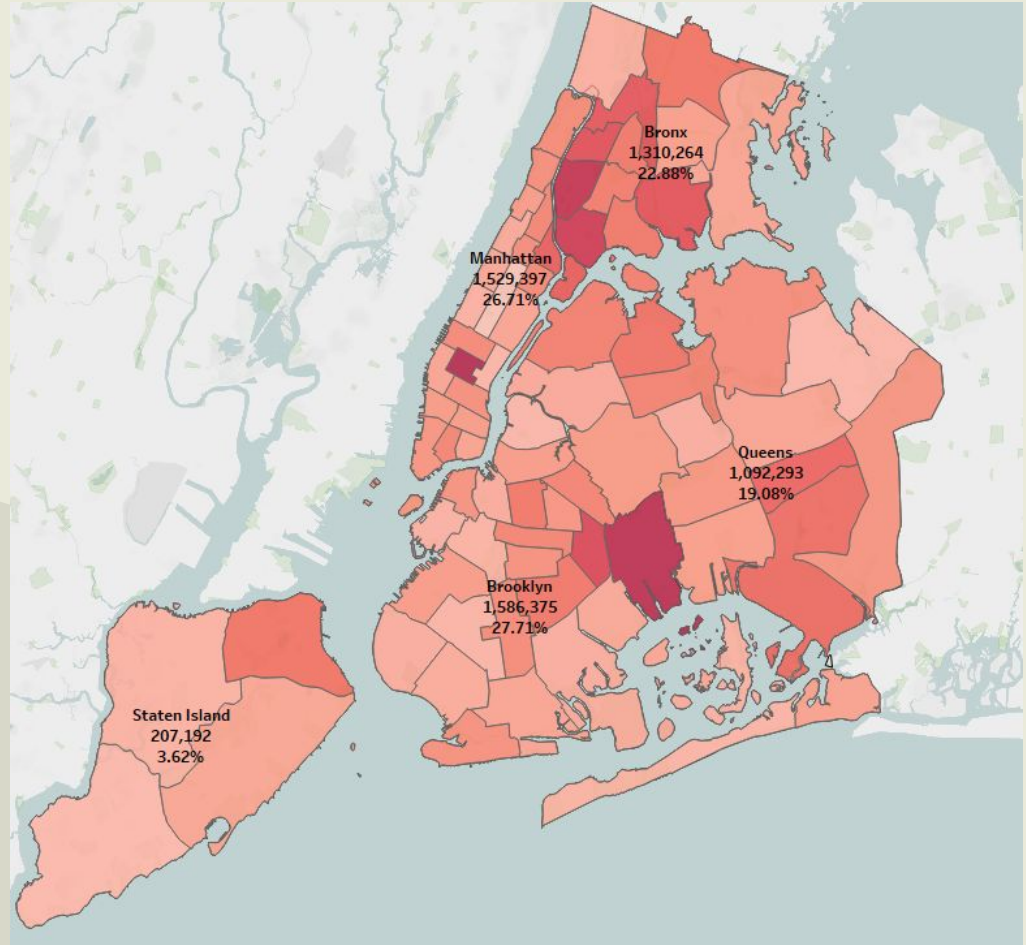 Bronx
1,310,264
22.88%
Manhattan
1,529,397
26.71%
Queens
1,092,293
19.08%
Brooklyn
1,586,375
27.71%
Staten Island
207,192
3.62%